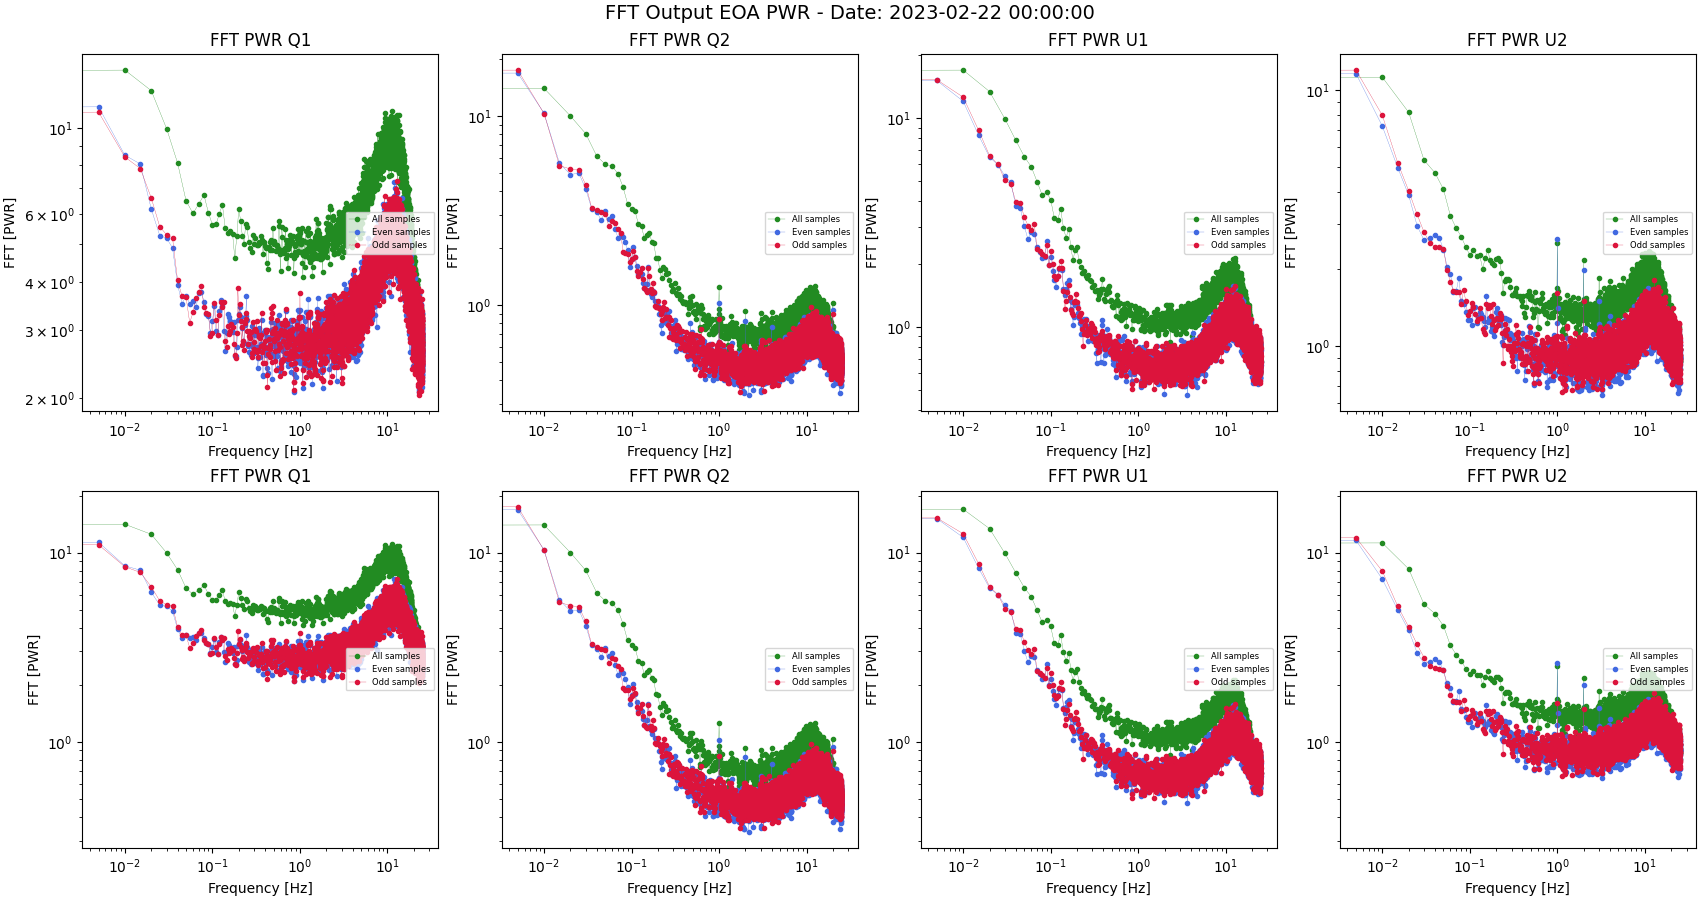 FFT Output EOA PWR - Date: 2023-02-22 00:00:00
FFT PWR Q1
FFT [PWR]
10¹
6 × 10⁰
4 × 10⁰
3 × 10⁰
2 × 10⁰
All samples
Even samples
Odd samples
10⁻² 10⁻¹ 10⁰ 10¹
Frequency [Hz]
FFT PWR Q2
FFT [PWR]
10¹
10⁰
All samples
Even samples
Odd samples
10⁻² 10⁻¹ 10⁰ 10¹
Frequency [Hz]
FFT PWR U1
FFT [PWR]
10¹
10⁰
All samples
Even samples
Odd samples
10⁻² 10⁻¹ 10⁰ 10¹
Frequency [Hz]
FFT PWR U2
FFT [PWR]
10¹
10⁰
All samples
Even samples
Odd samples
10⁻² 10⁻¹ 10⁰ 10¹
Frequency [Hz]
FFT PWR Q1
FFT [PWR]
10¹
10⁰
All samples
Even samples
Odd samples
10⁻² 10⁻¹ 10⁰ 10¹
Frequency [Hz]
FFT PWR Q2
FFT [PWR]
10¹
10⁰
All samples
Even samples
Odd samples
10⁻² 10⁻¹ 10⁰ 10¹
Frequency [Hz]
FFT PWR U1
FFT [PWR]
10¹
10⁰
All samples
Even samples
Odd samples
10⁻² 10⁻¹ 10⁰ 10¹
Frequency [Hz]
FFT PWR U2
FFT [PWR]
10¹
10⁰
All samples
Even samples
Odd samples
10⁻² 10⁻¹ 10⁰ 10¹
Frequency [Hz]